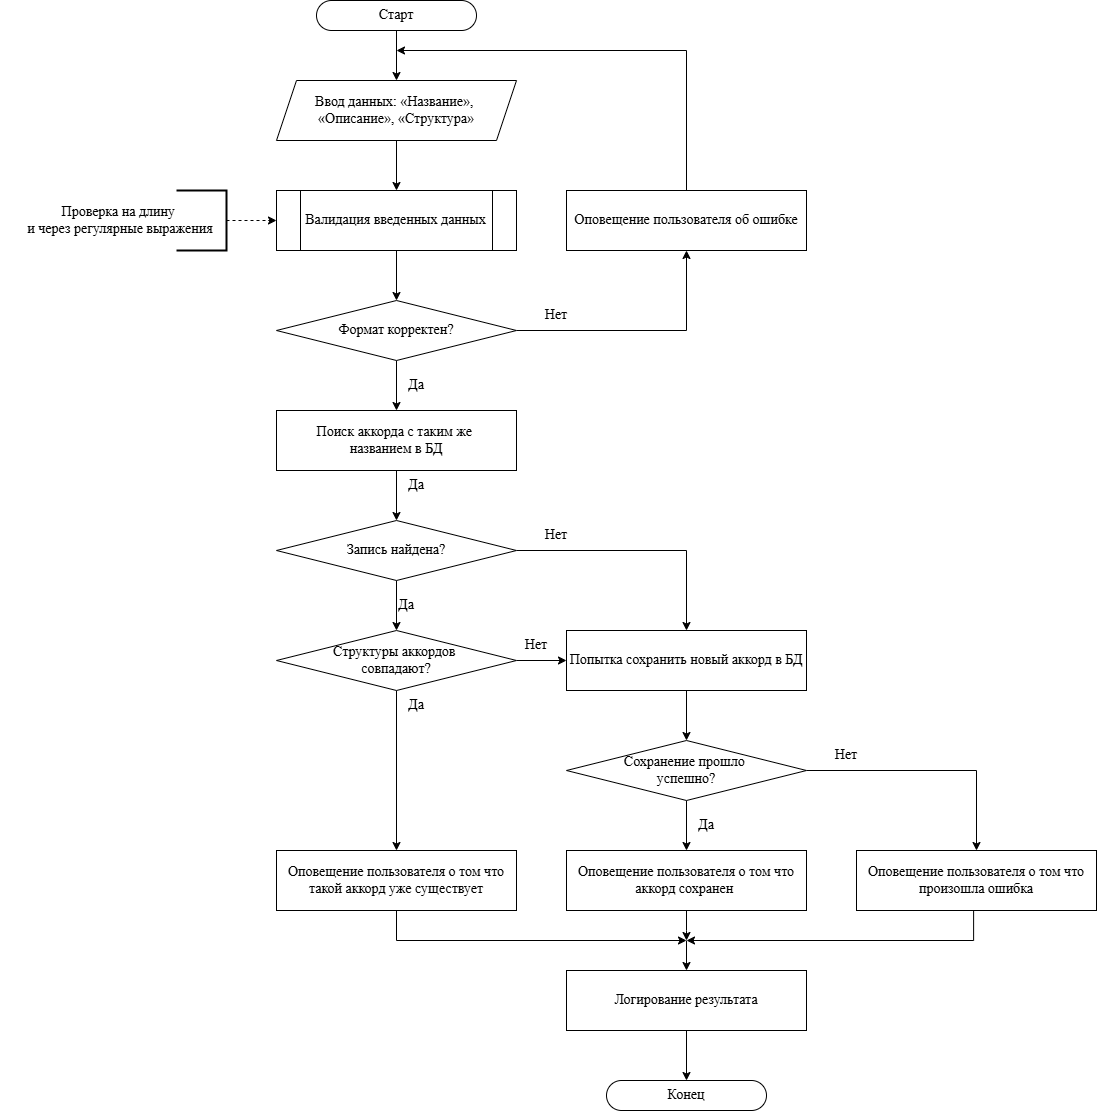 Старт
Ввод данных: «Название»,
«Описание», «Структура»
Проверка на длину
и через регулярные выражения
Валидация введенных данных
Оповещение пользователя об ошибке
Формат корректен?
Нет
Да
Поиск аккорда с таким же
названием в БД
Да
Запись найдена?
Нет
Да
Структуры аккордов
совпадают?
Нет
Попытка сохранить новый аккорд в БД
Да
Сохранение прошло
успешно?
Нет
Да
Оповещение пользователя о том что
такой аккорд уже существует
Оповещение пользователя о том что
аккорд сохранен
Оповещение пользователя о том что
произошла ошибка
Логирование результата
Конец